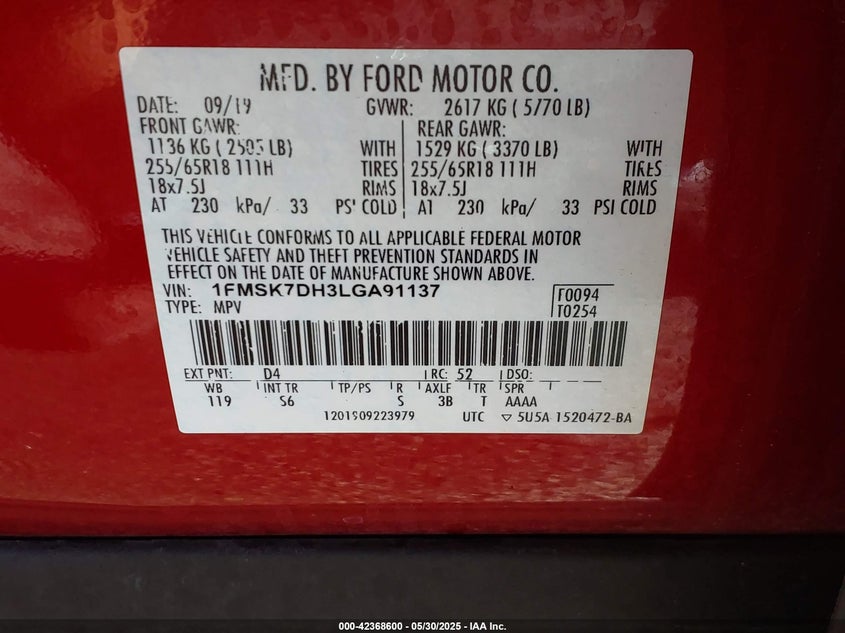 MFD. BY FORD MOTOR CO.
DATE: 09/19 GVWR: 2617 KG ( 5770 LB)
FRONT GAWR: REAR GAWR:
1136 KG ( 2505 LB) WITH 1529 KG ( 3370 LB) WITH
255/65R18 111H TIRES 255/65R18 111H TIRES
18x7.5J RIMS 18x7.5J RIMS
AT 230 kPa/ 33 PSI COLD AT 230 kPa/ 33 PSI COLD
THIS VEHICLE CONFORMS TO ALL APPLICABLE FEDERAL MOTOR
VEHICLE SAFETY AND THEFT PREVENTION STANDARDS IN
EFFECT ON THE DATE OF MANUFACTURE SHOWN ABOVE.
VIN: 1FMSK7DH3LGA91137 F0094
TYPE: MPV T0254
EXT PNT: D4 RC: 52 DSO:
WB INT TR TP/PS R AXLE TR SPR
119 S6 S 3B T AAAA
1201909223979 UTC ▽ 5U5A 1520472-BA
000-42368600 / 05/30/2025 - IAA Inc.